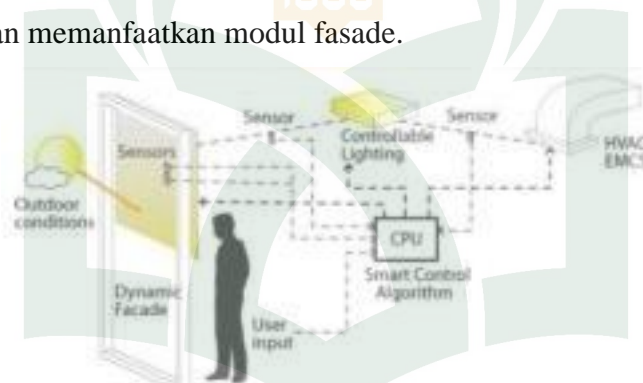 an memanfaatkan modul fasade.
Sensor
Sensor
Controllable
Lighting
HVAC
EMCS
Sensors
Outdoor
conditions
CPU
Smart Control
Algorithm
Dynamic
Facade
User
input